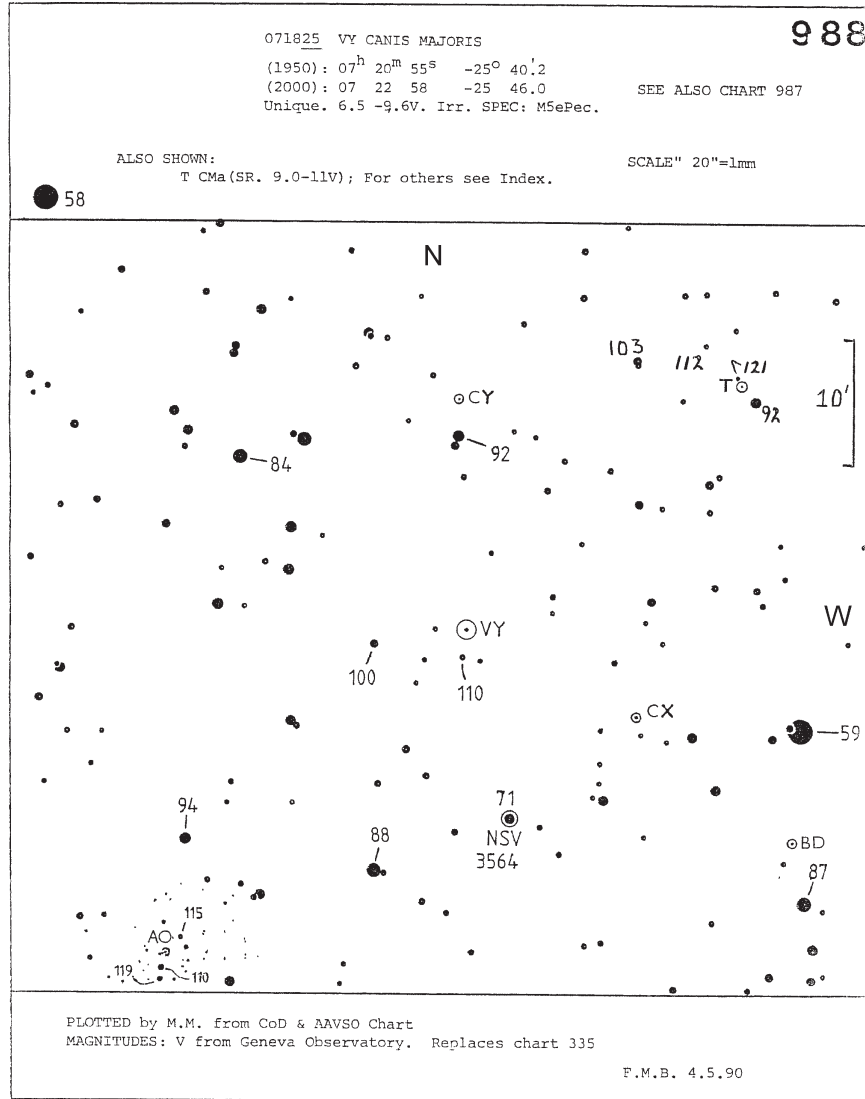 988
071825 VY CANIS MAJORIS
(1950): 07h 20m 55s -25° 40.'2
(2000): 07 22 58 -25 46.0
SEE ALSO CHART 987
Unique. 6.5 -9.6V. Irr. SPEC: M5ePec.
ALSO SHOWN:
SCALE" 20"=1mm
T CMa(SR. 9.0-11V); For others see Index.
58
N
103
112
121
T
10'
CY
92
92
84
W
VY
100
110
CX
59
71
94
NSV
88
3564
BD
87
115
AO
119
110
PLOTTED by M.M. from CoD & AAVSO Chart
MAGNITUDES: V from Geneva Observatory. Replaces chart 335
F.M.B. 4.5.90